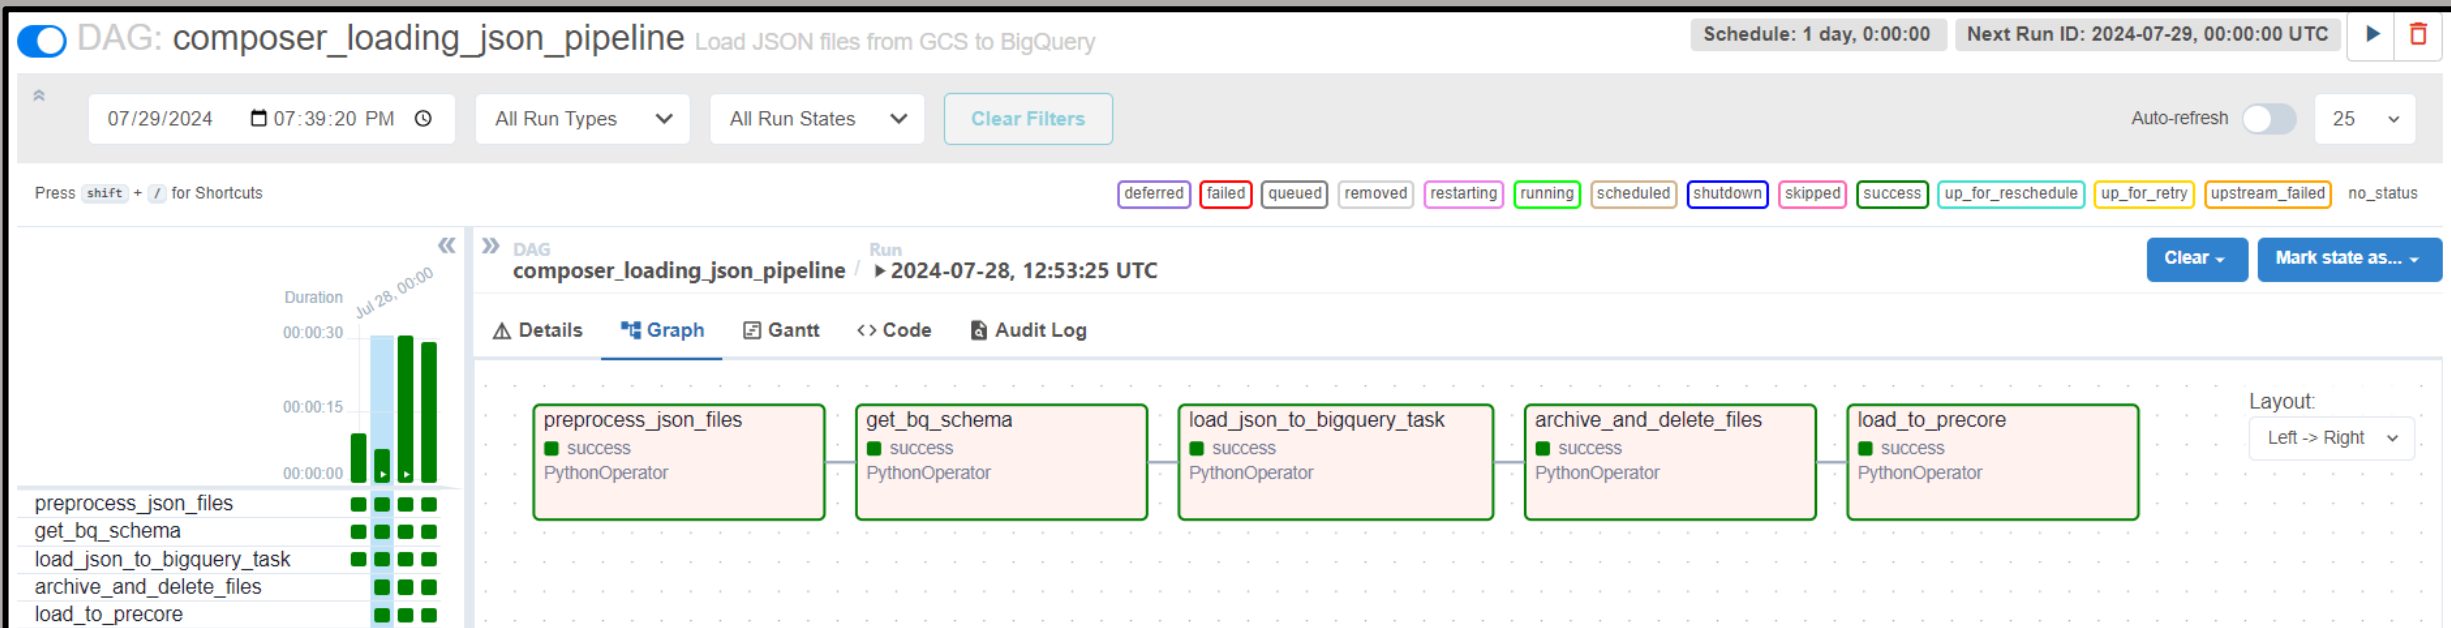 DAG: composer_loading_json_pipeline Load JSON files from GCS to BigQuery
Schedule: 1 day, 0:00:00 Next Run ID: 2024-07-29, 00:00:00 UTC
07/29/2024 07:39:20 PM All Run Types All Run States Clear Filters Auto-refresh 25
Press shift + / for Shortcuts
deferred failed queued removed restarting running scheduled shutdown skipped success up_for_reschedule up_for_retry upstream_failed no_status
DAG Run
composer_loading_json_pipeline / 2024-07-28, 12:53:25 UTC
Clear Mark state as...
Details Graph Gantt Code Audit Log
Duration
Jul 28, 00:00
00:00:30
00:00:15
00:00:00
preprocess_json_files
get_bq_schema
load_json_to_bigquery_task
archive_and_delete_files
load_to_precore
preprocess_json_files
success
PythonOperator
get_bq_schema
success
PythonOperator
load_json_to_bigquery_task
success
PythonOperator
archive_and_delete_files
success
PythonOperator
load_to_precore
success
PythonOperator
Layout:
Left -> Right